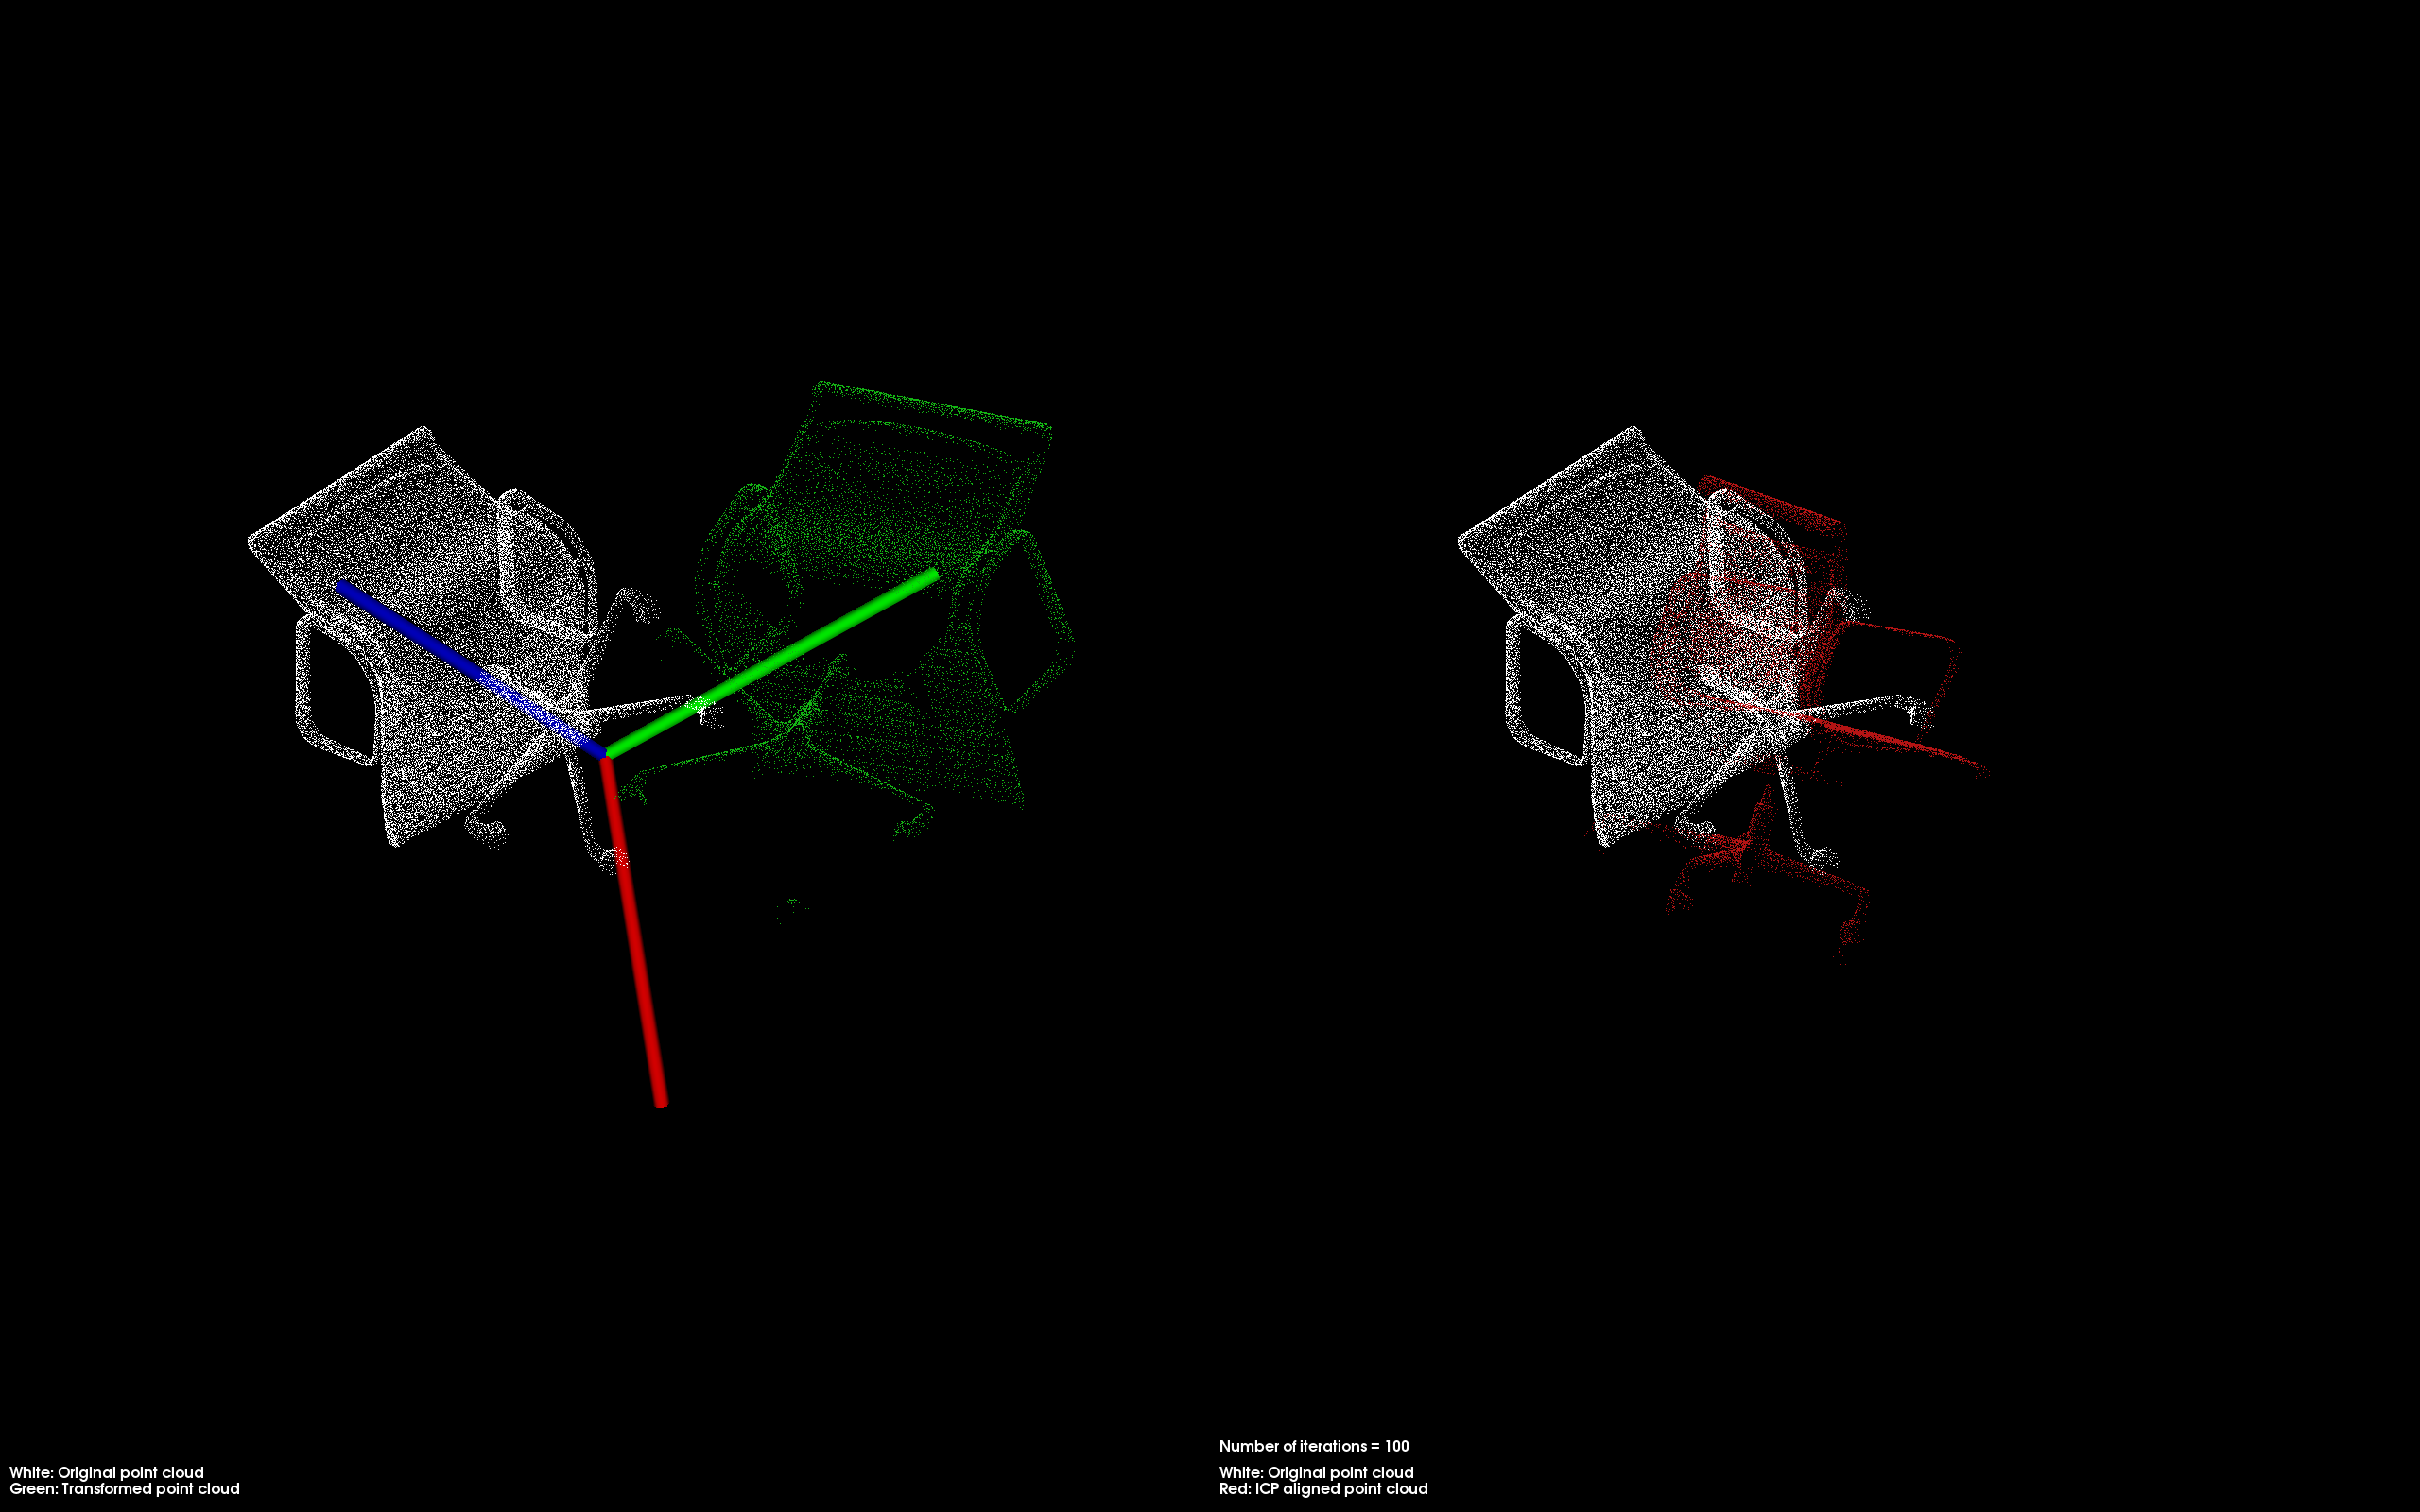 White: Original point cloud
Green: Transformed point cloud
Number of iterations = 100
White: Original point cloud
Red: ICP aligned point cloud